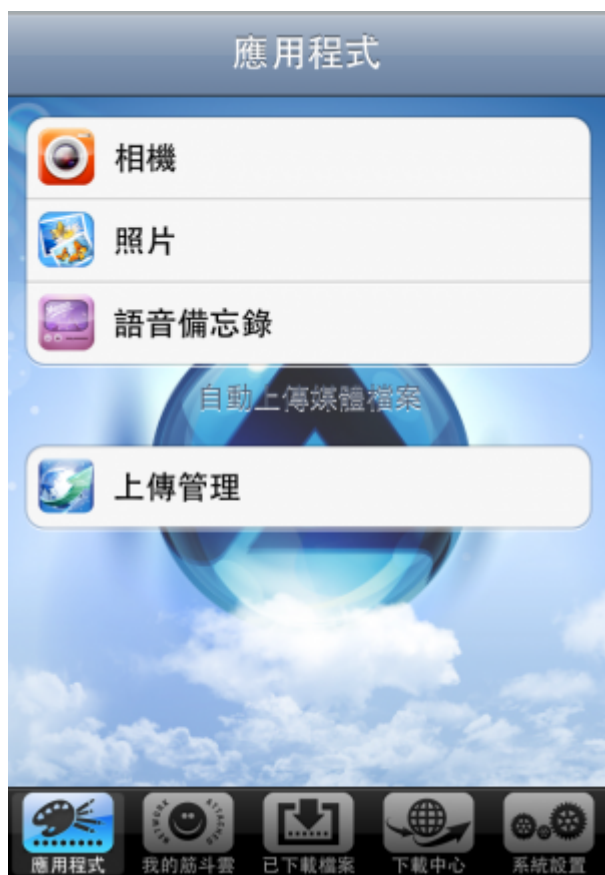 應用程式
相機
照片
語音備忘錄
自動上傳媒體檔案
上傳管理
NETWORK ATTACHED
應用程式
我的筋斗雲
已下載檔案
下載中心
系統設置